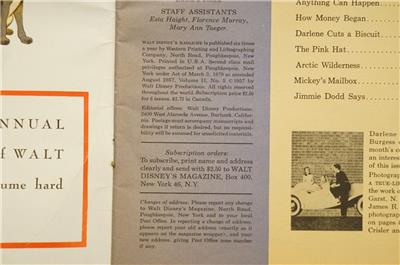 NNUAL
of WALT
ume hard
STAFF ASSISTANTS
Esta Haight, Florence Murray,
Mary Ann Taeger.
WALT DISNEY'S MAGAZINE is published six times
a year by Western Printing and Lithographing
Company, North Road, Poughkeepsie, New
York. Printed in U.S.A. Second class mail
privileges authorized at Poughkeepsie, New
York under Act of March 3, 1879 as amended
August 1957, Volume II, No. 5 © 1957 by
Walt Disney Productions. All rights reserved
throughout the world. Subscription price $2.50
for 6 issues, $2.75 in Canada.
Editorial offices: Walt Disney Productions,
2400 West Alameda Avenue, Burbank, Califor-
nia. Postage must accompany manuscripts and
drawings if return is desired, but no responsi-
bility will be assumed for unsolicited materials.
Subscription orders:
To subscribe, print name and address
clearly and send with $2.50 to WALT
DISNEY'S MAGAZINE, Box 400,
New York 46, N.Y.
Changes of address: Please report any change
to Walt Disney's Magazine, North Road,
Poughkeepsie, New York and to your local
Post Office. In reporting a change of address,
please report your old address (exactly as it
appears on the magazine wrapper), and your
new address, giving Post Office zone number
if any.
Anything Can Happen
How Money Began
Darlene Cuts a Biscuit
The Pink Hat
Arctic Wilderness
Mickey's Mailbox
Jimmie Dodd Says
Darlene
Burgess
month's c
an interes
of this iss
Photograp
a TRUE-LI
the work
Garst, N.
James R.
photograp
on pages
Crisler and